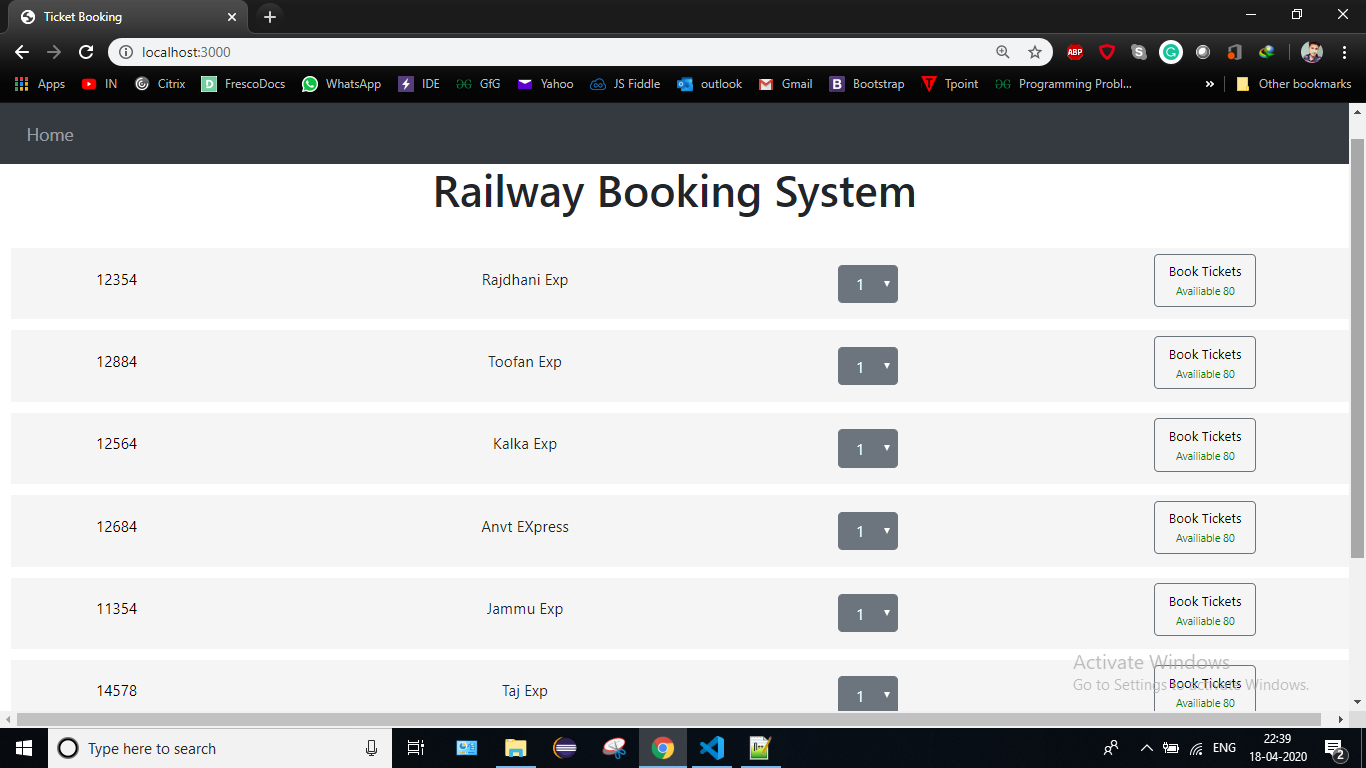 Ticket Booking
localhost:3000
ABP
S
G
Apps
IN
Citrix
D FrescoDocs
WhatsApp
IDE
GfG
Yahoo
JS Fiddle
outlook
Gmail
B Bootstrap
Tpoint
Programming Probl...
»
Other bookmarks
Home
Railway Booking System
12354 Rajdhani Exp 1 Book Tickets
Availiable 80
12884 Toofan Exp 1 Book Tickets
Availiable 80
12564 Kalka Exp 1 Book Tickets
Availiable 80
12684 Anvt EXpress 1 Book Tickets
Availiable 80
11354 Jammu Exp 1 Book Tickets
Availiable 80
14578 Taj Exp 1 Book Tickets
Availiable 80
Activate Windows
Go to Settings to activate Windows.
Type here to search
ENG
22:39
18-04-2020
2